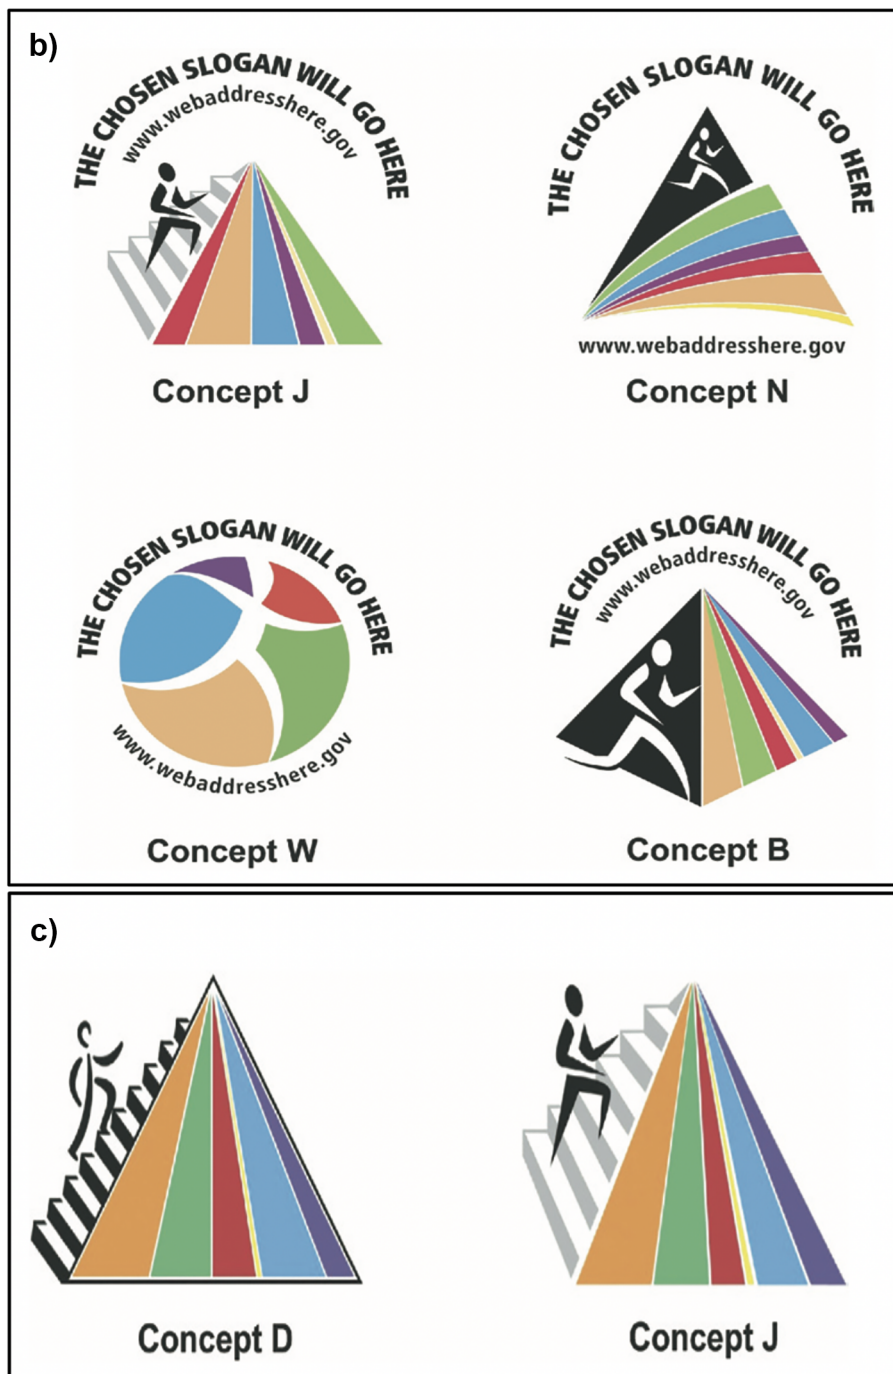 b)
THE CHOSEN SLOGAN WILL GO HERE
www.webaddresshere.gov
Concept J
THE CHOSEN SLOGAN WILL GO HERE
www.webaddresshere.gov
Concept N
THE CHOSEN SLOGAN WILL GO HERE
www.webaddresshere.gov
Concept W
THE CHOSEN SLOGAN WILL GO HERE
www.webaddresshere.gov
Concept B
c)
Concept D
Concept J